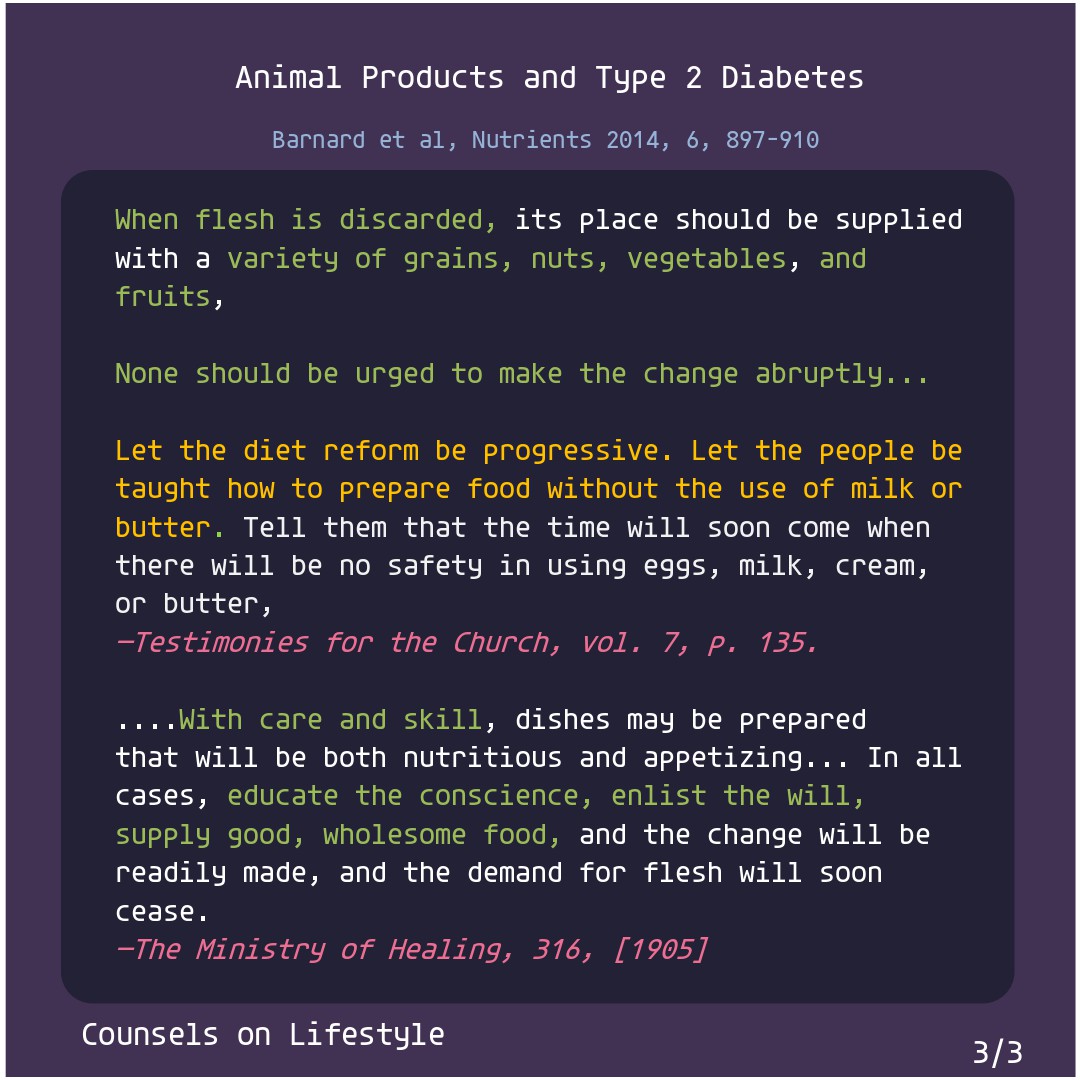 Animal Products and Type 2 Diabetes
Barnard et al, Nutrients 2014, 6, 897-910
When flesh is discarded, its place should be supplied
with a variety of grains, nuts, vegetables, and
fruits,
None should be urged to make the change abruptly...
Let the diet reform be progressive. Let the people be
taught how to prepare food without the use of milk or
butter. Tell them that the time will soon come when
there will be no safety in using eggs, milk, cream,
or butter,
—Testimonies for the Church, vol. 7, p. 135.
....With care and skill, dishes may be prepared
that will be both nutritious and appetizing... In all
cases, educate the conscience, enlist the will,
supply good, wholesome food, and the change will be
readily made, and the demand for flesh will soon
cease.
—The Ministry of Healing, 316, [1905]
Counsels on Lifestyle
3/3